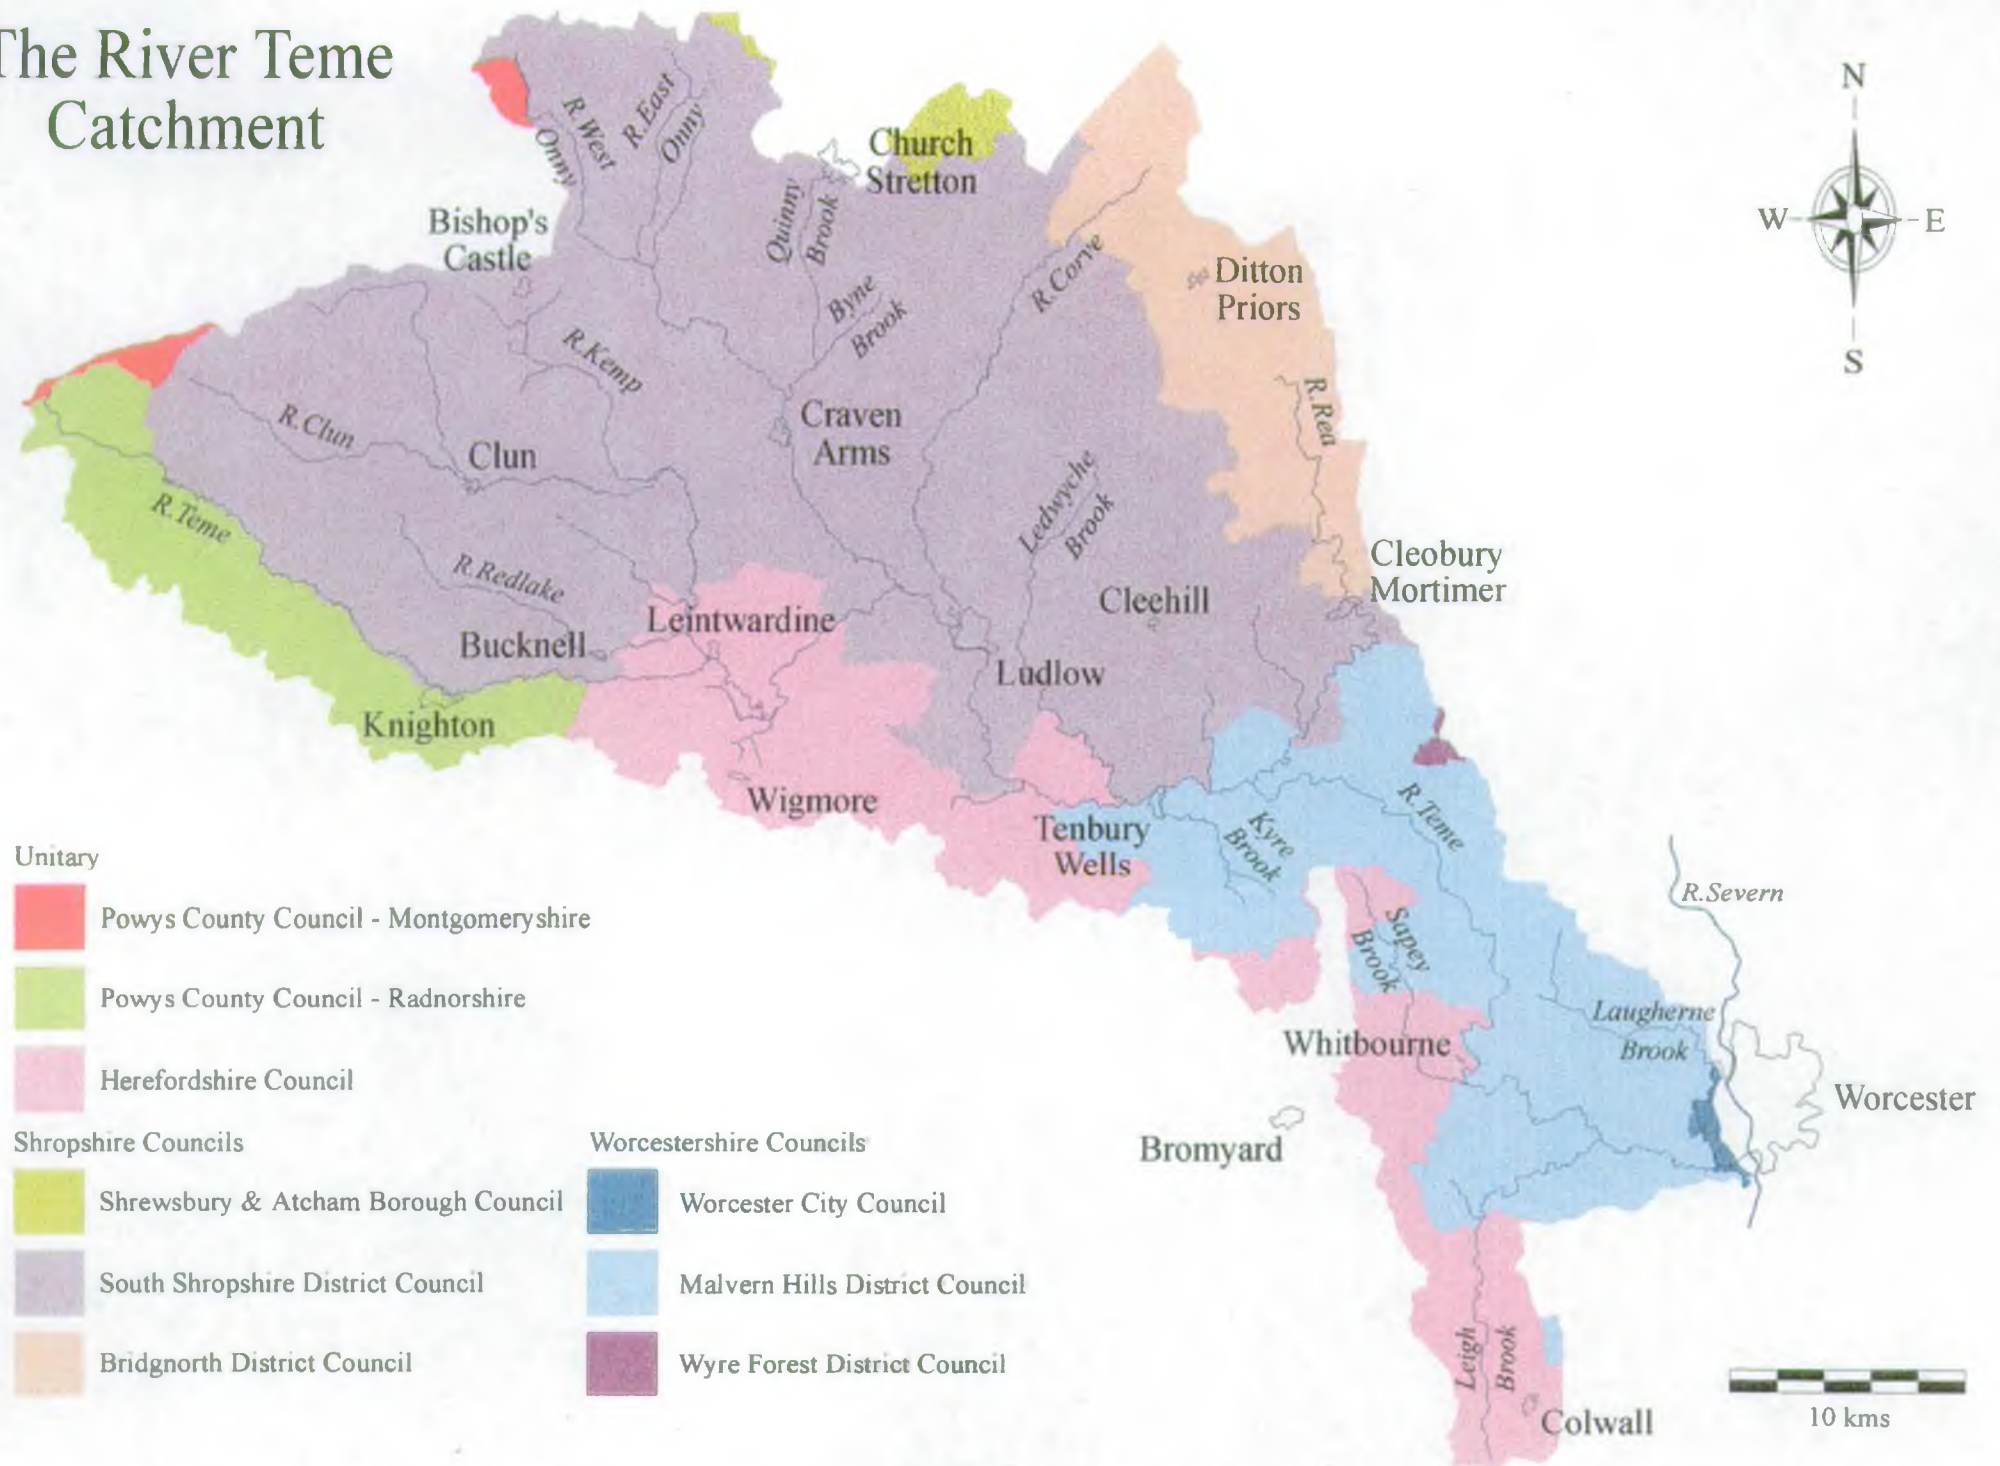 The River Teme
Catchment
N
W
E
S
R.West
Onny
R.East
Onny
Church
Stretton
Quinny
Brook
Bishop's
Castle
Byne
Brook
R.Corve
Ditton
Priors
R.Kemp
R.Rea
R.Clun
Clun
Craven
Arms
Ledwyche
Brook
R.Teme
R.Redlake
Cleobury
Mortimer
Cleehill
Leintwardine
Bucknell
Ludlow
Knighton
Wigmore
Tenbury
Wells
Kyre
Brook
R.Teme
R.Severn
Sapey
Brook
Laugherne
Brook
Whitbourne
Worcester
Bromyard
Leigh
Brook
Colwall
Unitary
Powys County Council - Montgomeryshire
Powys County Council - Radnorshire
Herefordshire Council
Shropshire Councils
Shrewsbury & Atcham Borough Council
South Shropshire District Council
Bridgnorth District Council
Worcestershire Councils
Worcester City Council
Malvern Hills District Council
Wyre Forest District Council
10 kms